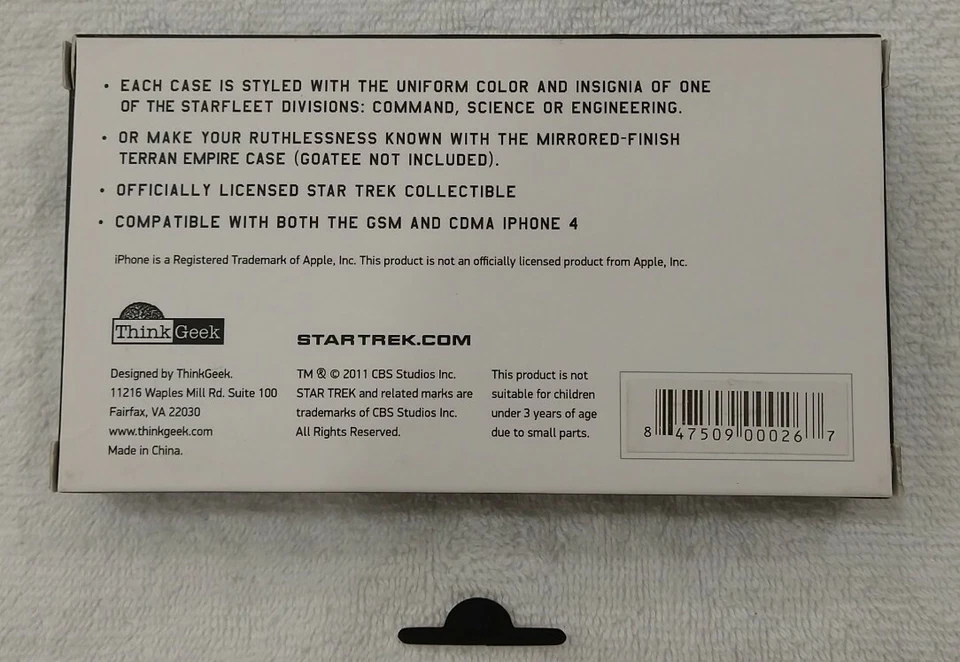 • EACH CASE IS STYLED WITH THE UNIFORM COLOR AND INSIGNIA OF ONE
OF THE STARFLEET DIVISIONS: COMMAND, SCIENCE OR ENGINEERING.
• OR MAKE YOUR RUTHLESSNESS KNOWN WITH THE MIRRORED-FINISH
TERRAN EMPIRE CASE (GOATEE NOT INCLUDED).
• OFFICIALLY LICENSED STAR TREK COLLECTIBLE
• COMPATIBLE WITH BOTH THE GSM AND CDMA IPHONE 4
iPhone is a Registered Trademark of Apple, Inc. This product is not an officially licensed product from Apple, Inc.
ThinkGeek
Designed by ThinkGeek.
11216 Waples Mill Rd. Suite 100
Fairfax, VA 22030
www.thinkgeek.com
Made in China.
STARTREK.COM
TM ® © 2011 CBS Studios Inc.
STAR TREK and related marks are
trademarks of CBS Studios Inc.
All Rights Reserved.
This product is not
suitable for children
under 3 years of age
due to small parts.
8 47509 00026 7